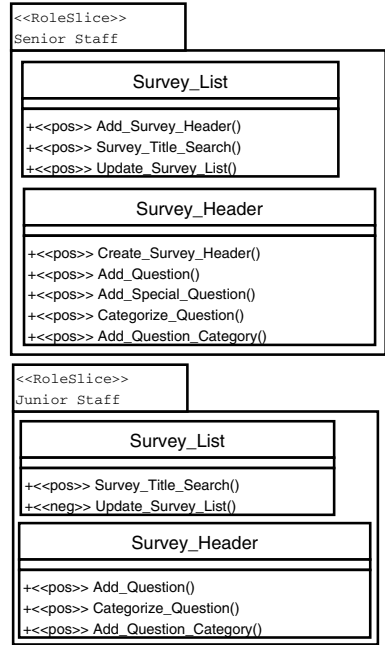 <<RoleSlice>>
Senior Staff
Survey_List
+<<pos>> Add_Survey_Header()
+<<pos>> Survey_Title_Search()
+<<pos>> Update_Survey_List()
Survey_Header
+<<pos>> Create_Survey_Header()
+<<pos>> Add_Question()
+<<pos>> Add_Special_Question()
+<<pos>> Categorize_Question()
+<<pos>> Add_Question_Category()
<<RoleSlice>>
Junior Staff
Survey_List
+<<pos>> Survey_Title_Search()
+<<neg>> Update_Survey_List()
Survey_Header
+<<pos>> Add_Question()
+<<pos>> Categorize_Question()
+<<pos>> Add_Question_Category()